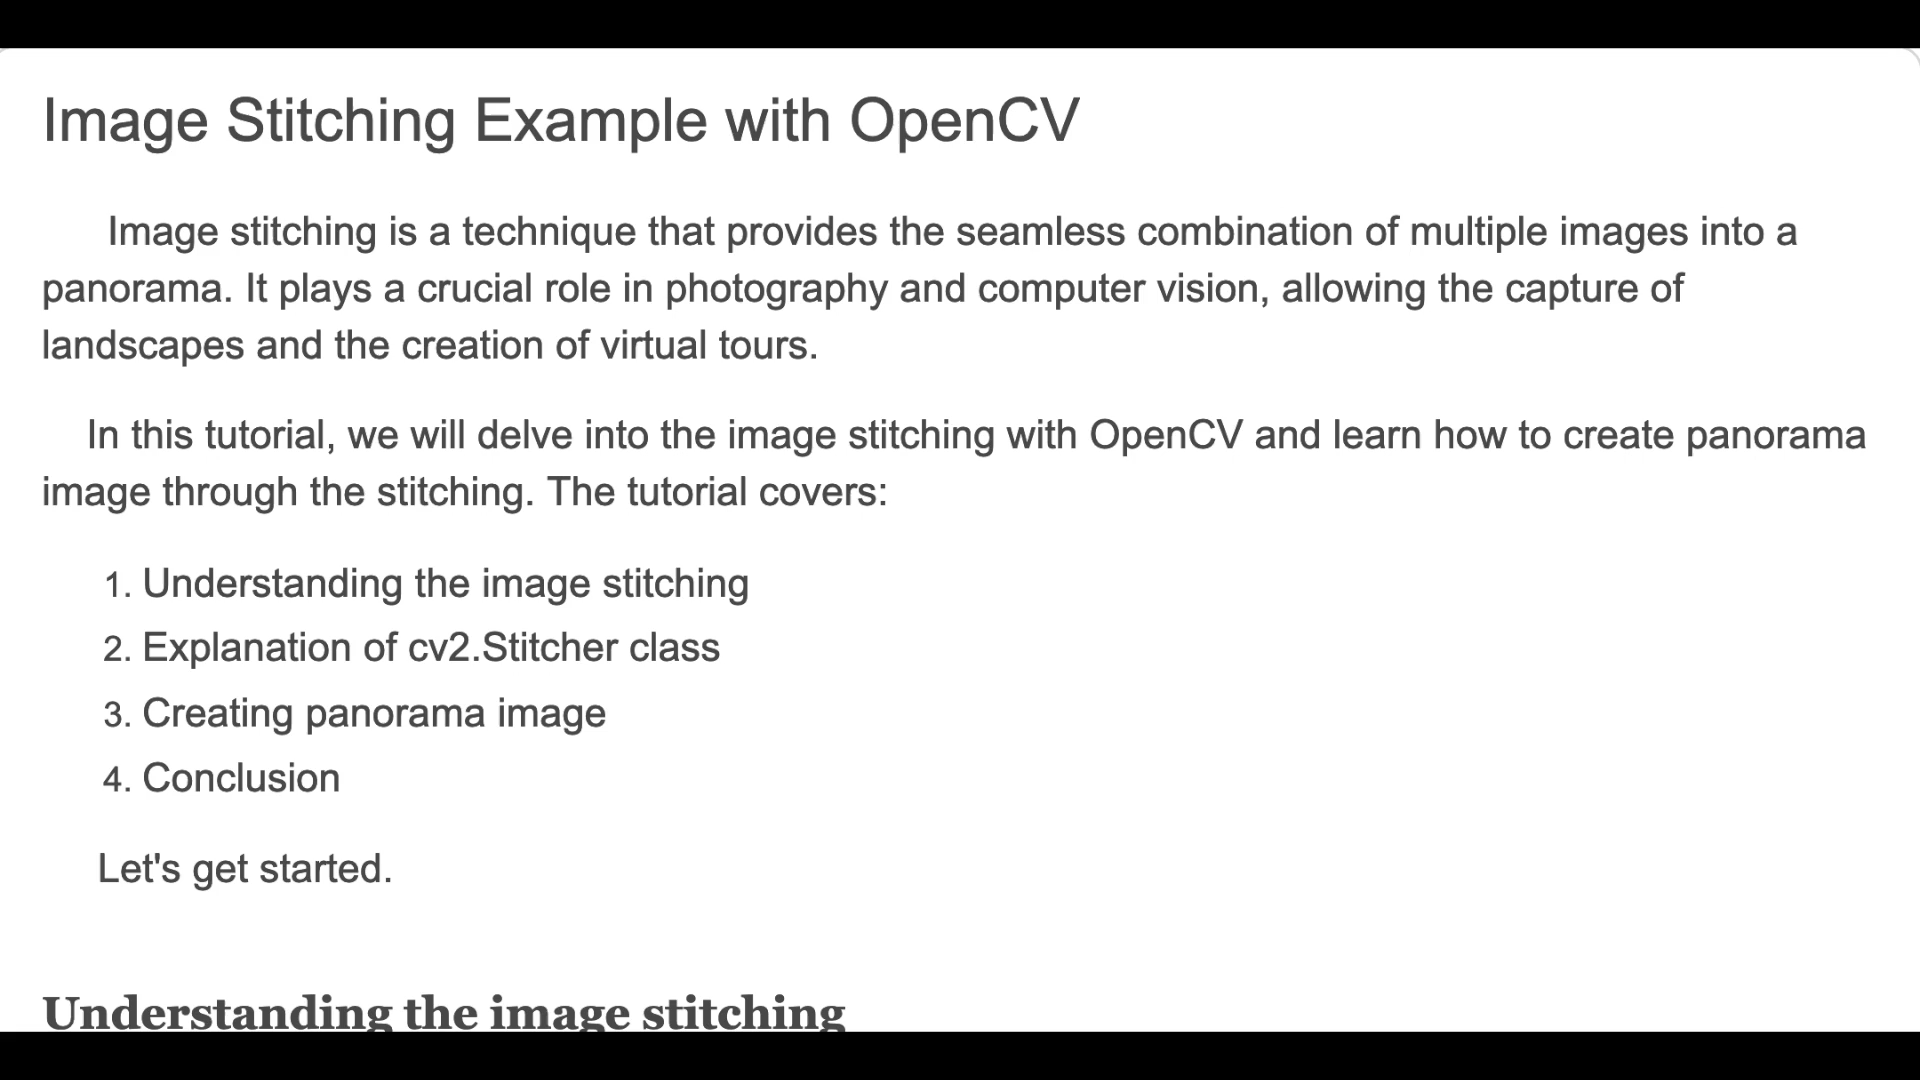 Image Stitching Example with OpenCV
Image stitching is a technique that provides the seamless combination of multiple images into a
panorama. It plays a crucial role in photography and computer vision, allowing the capture of
landscapes and the creation of virtual tours.
In this tutorial, we will delve into the image stitching with OpenCV and learn how to create panorama
image through the stitching. The tutorial covers:
1. Understanding the image stitching
2. Explanation of cv2.Stitcher class
3. Creating panorama image
4. Conclusion
Let's get started.
Understanding the image stitching